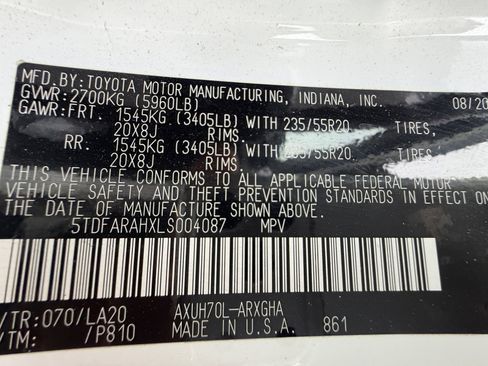 MFD.BY:TOYOTA MOTOR MANUFACTURING, INDIANA, INC. 08/20
GVWR:2700KG (5960LB)
GAWR:FRT. 1545KG (3405LB) WITH 235/55R20 TIRES,
20X8J RIMS,
RR. 1545KG (3405LB) WITH 235/55R20 TIRES,
20X8J RIMS.
THIS VEHICLE CONFORMS TO ALL APPLICABLE FEDERAL MOTOR
VEHICLE SAFETY AND THEFT PREVENTION STANDARDS IN EFFECT ON
THE DATE OF MANUFACTURE SHOWN ABOVE.
5TDFARAHXLS004087 MPV
/TR:070/LA20 AXUH70L-ARXGHA
/TM: /P810 MADE IN U.S.A. 861